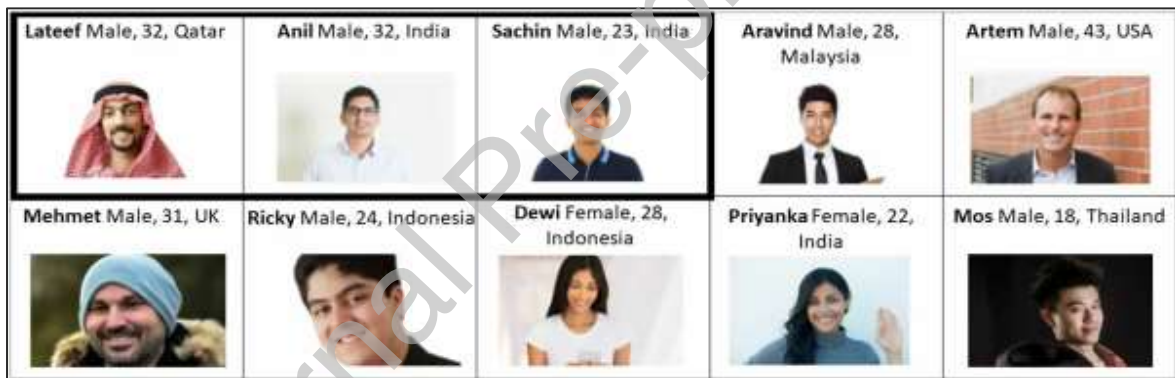 Lateef Male, 32, Qatar
Anil Male, 32, India
Sachin Male, 23, India
Aravind Male, 28,
Malaysia
Artem Male, 43, USA
Mehmet Male, 31, UK
Ricky Male, 24, Indonesia
Dewi Female, 28,
Indonesia
Priyanka Female, 22,
India
Mos Male, 18, Thailand